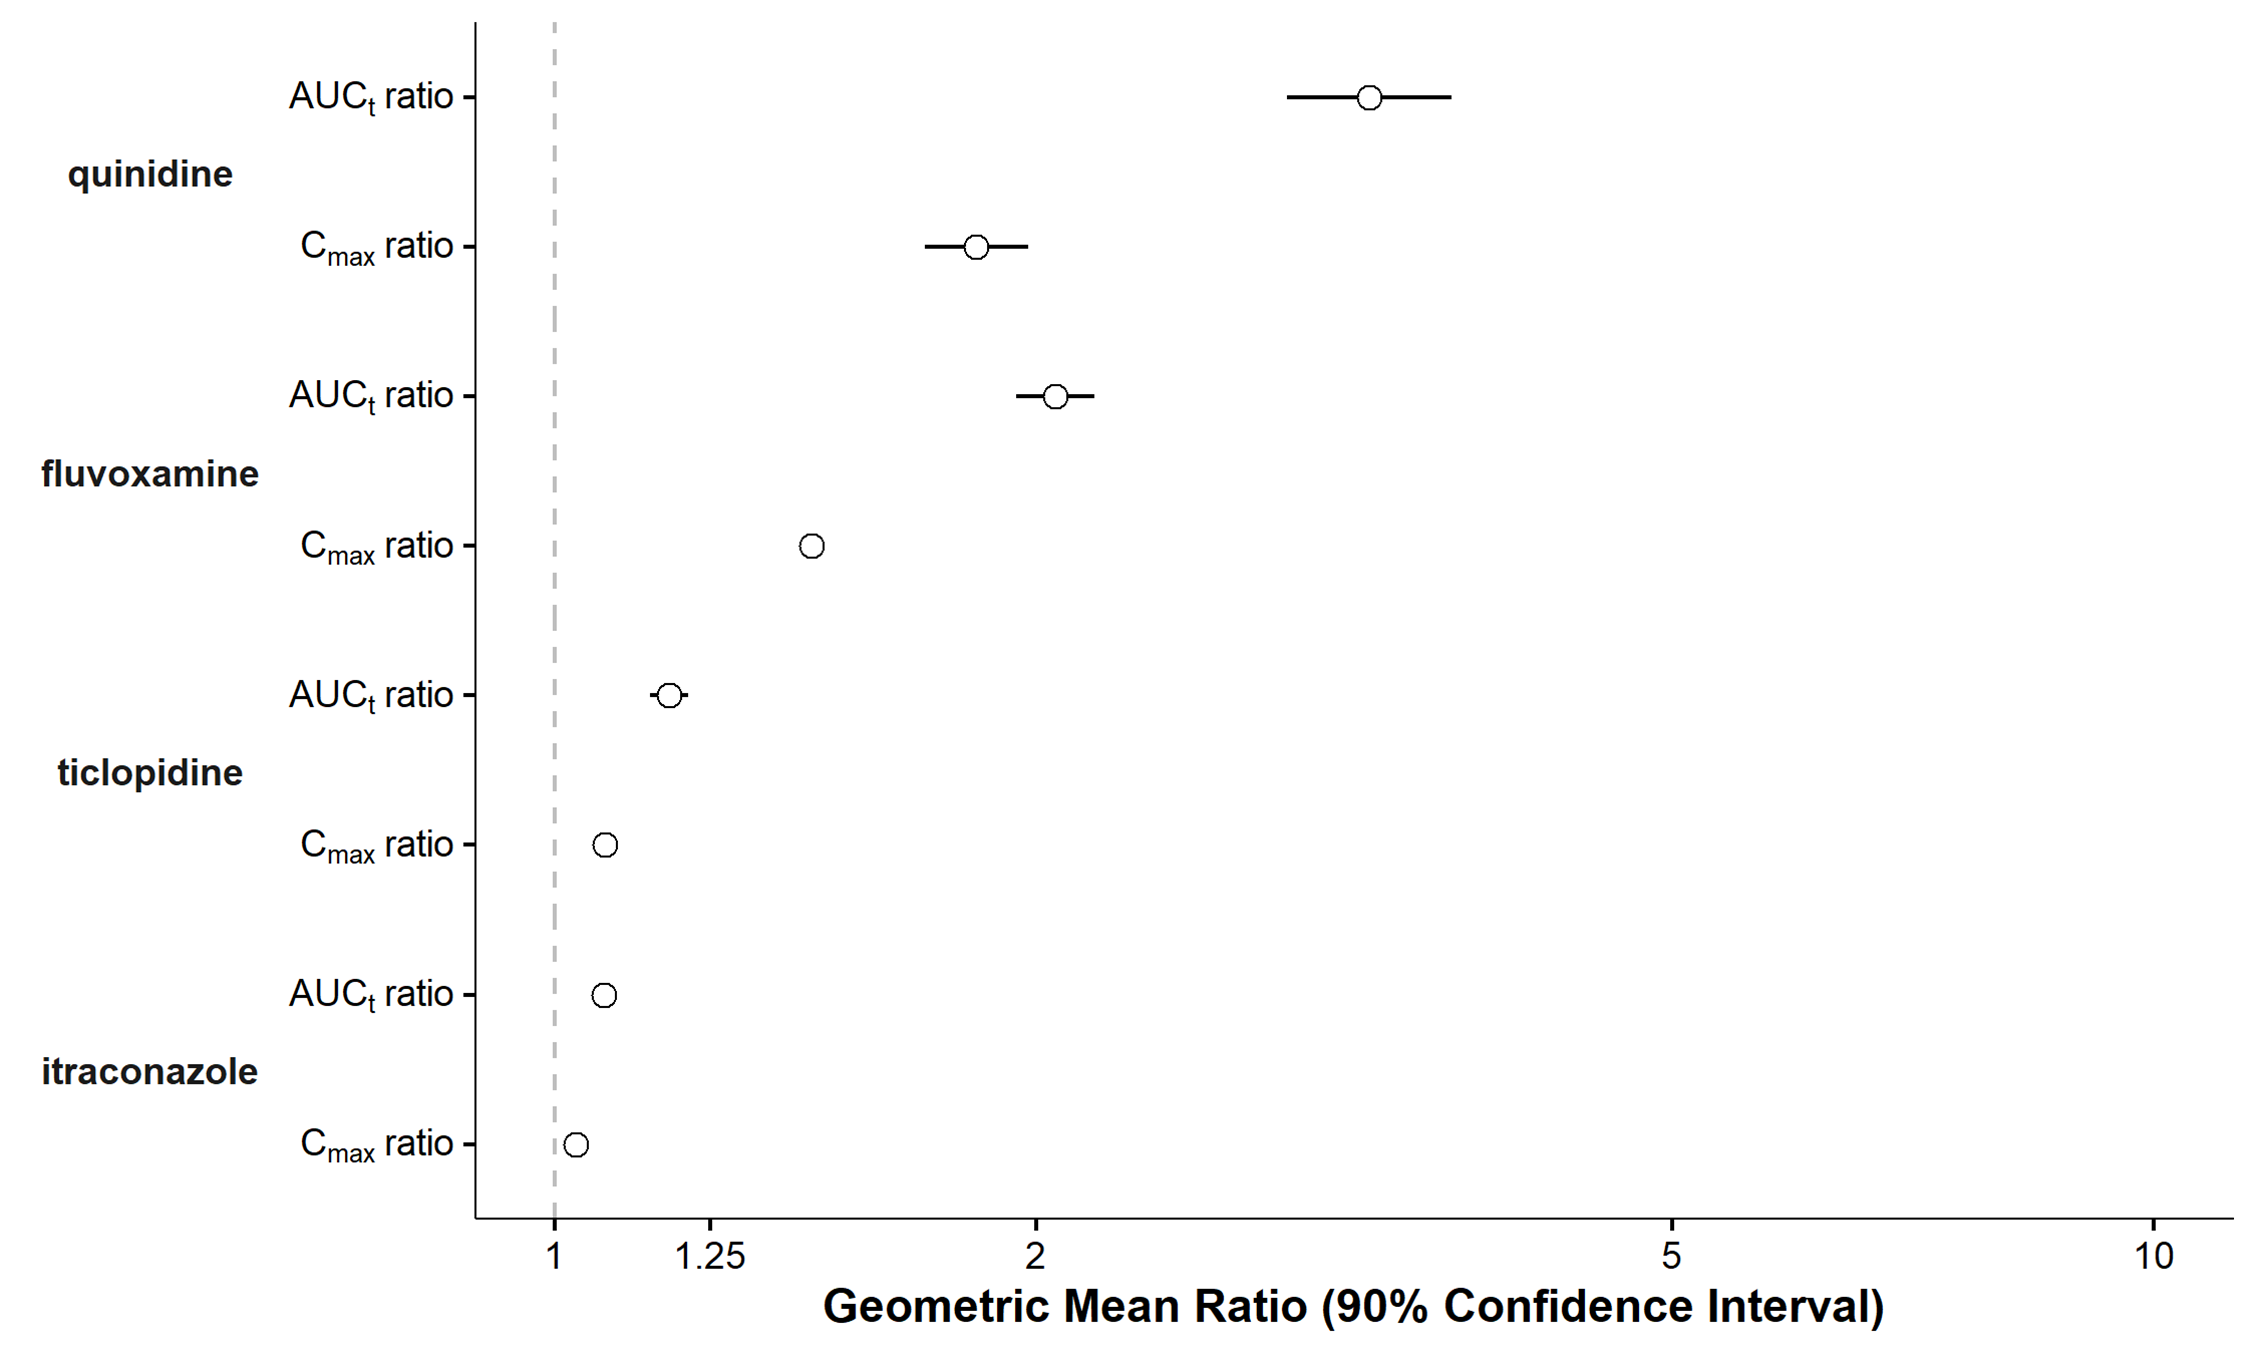 AUCt ratio
quinidine
Cmax ratio
AUCt ratio
fluvoxamine
Cmax ratio
AUCt ratio
ticlopidine
Cmax ratio
AUCt ratio
itraconazole
Cmax ratio
1 1.25 2 5 10
Geometric Mean Ratio (90% Confidence Interval)